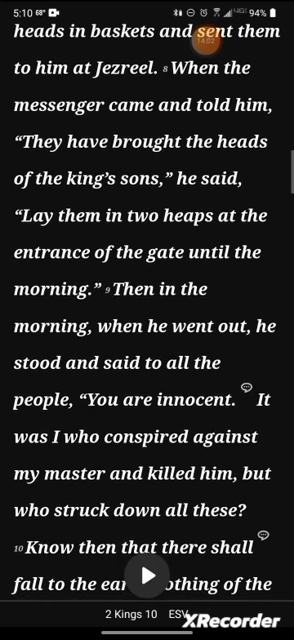 5:10 68° 94%
heads in baskets and sent them
14:02
to him at Jezreel. 8 When the
messenger came and told him,
“They have brought the heads
of the king’s sons,” he said,
“Lay them in two heaps at the
entrance of the gate until the
morning.” 9 Then in the
morning, when he went out, he
stood and said to all the
people, “You are innocent. It
was I who conspired against
my master and killed him, but
who struck down all these?
10 Know then that there shall
fall to the of the
2 Kings 10 ESV
XRecorder